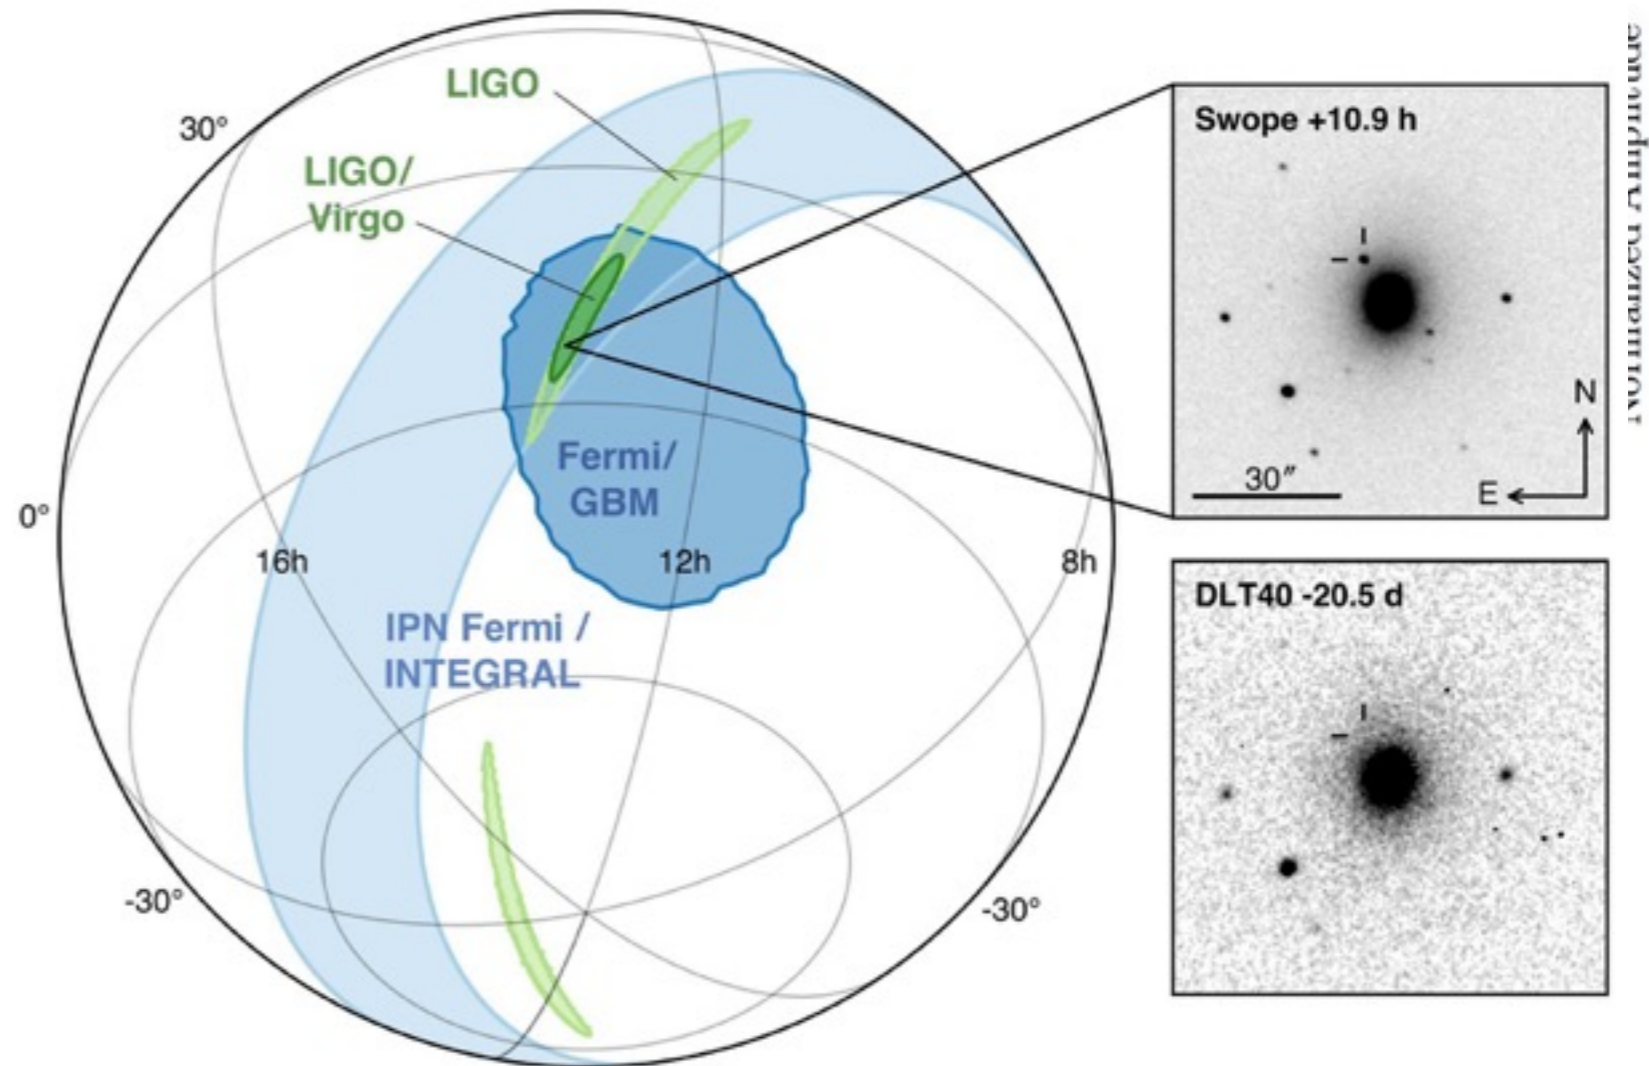 LIGO
30°
LIGO/
Virgo
Fermi/
GBM
0°
16h
12h
8h
IPN Fermi /
INTEGRAL
-30°
-30°
Swope +10.9 h
N
30″
E
DLT40 -20.5 d